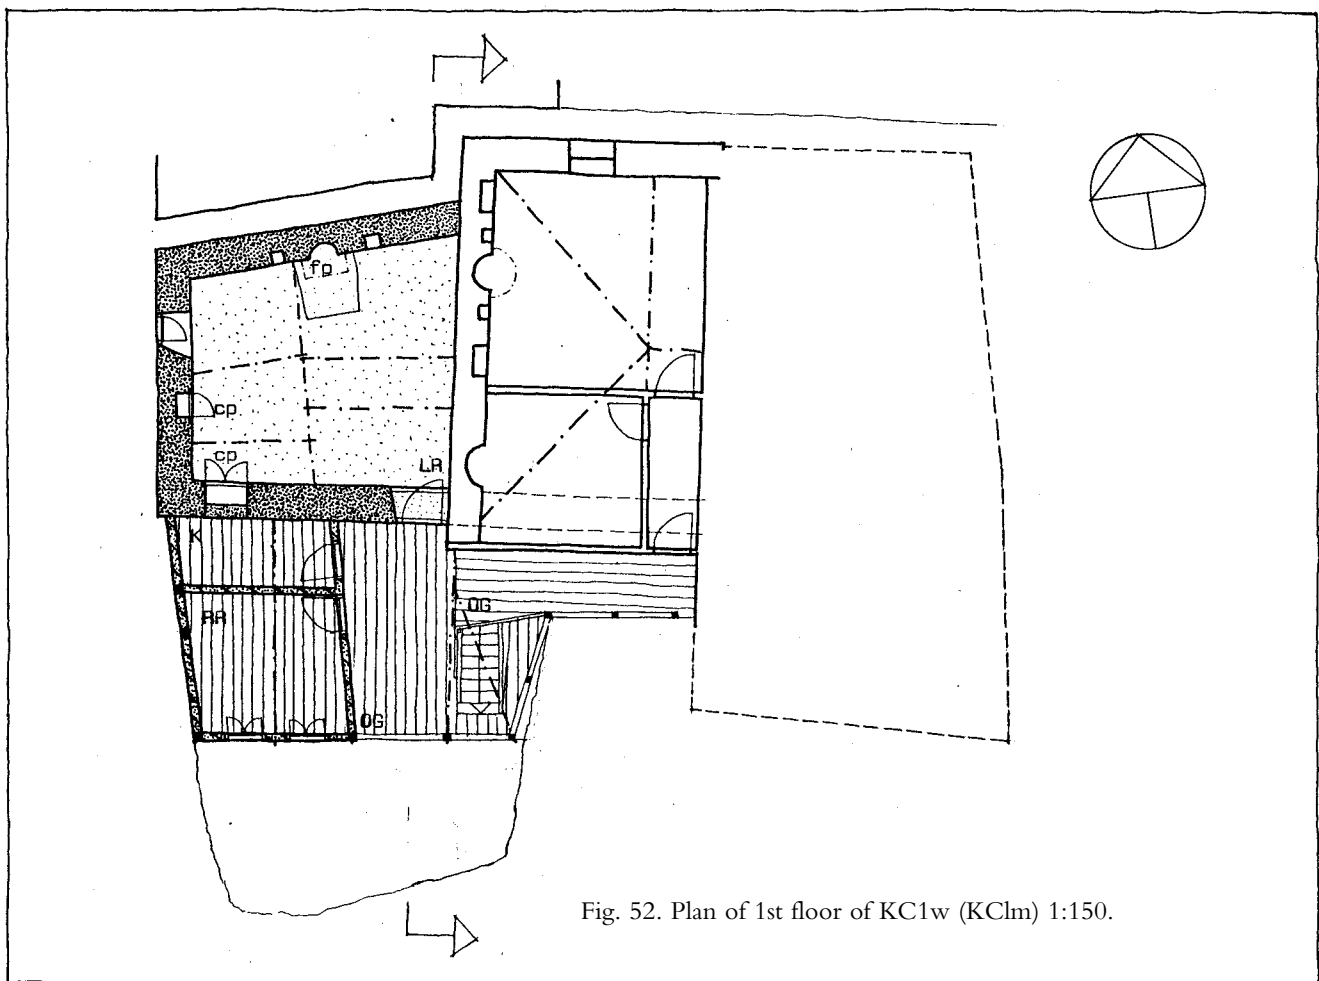 fp
cp
cp
LR
K
OG
RR
OG
Fig. 52. Plan of 1st floor of KC1w (KClm) 1:150.